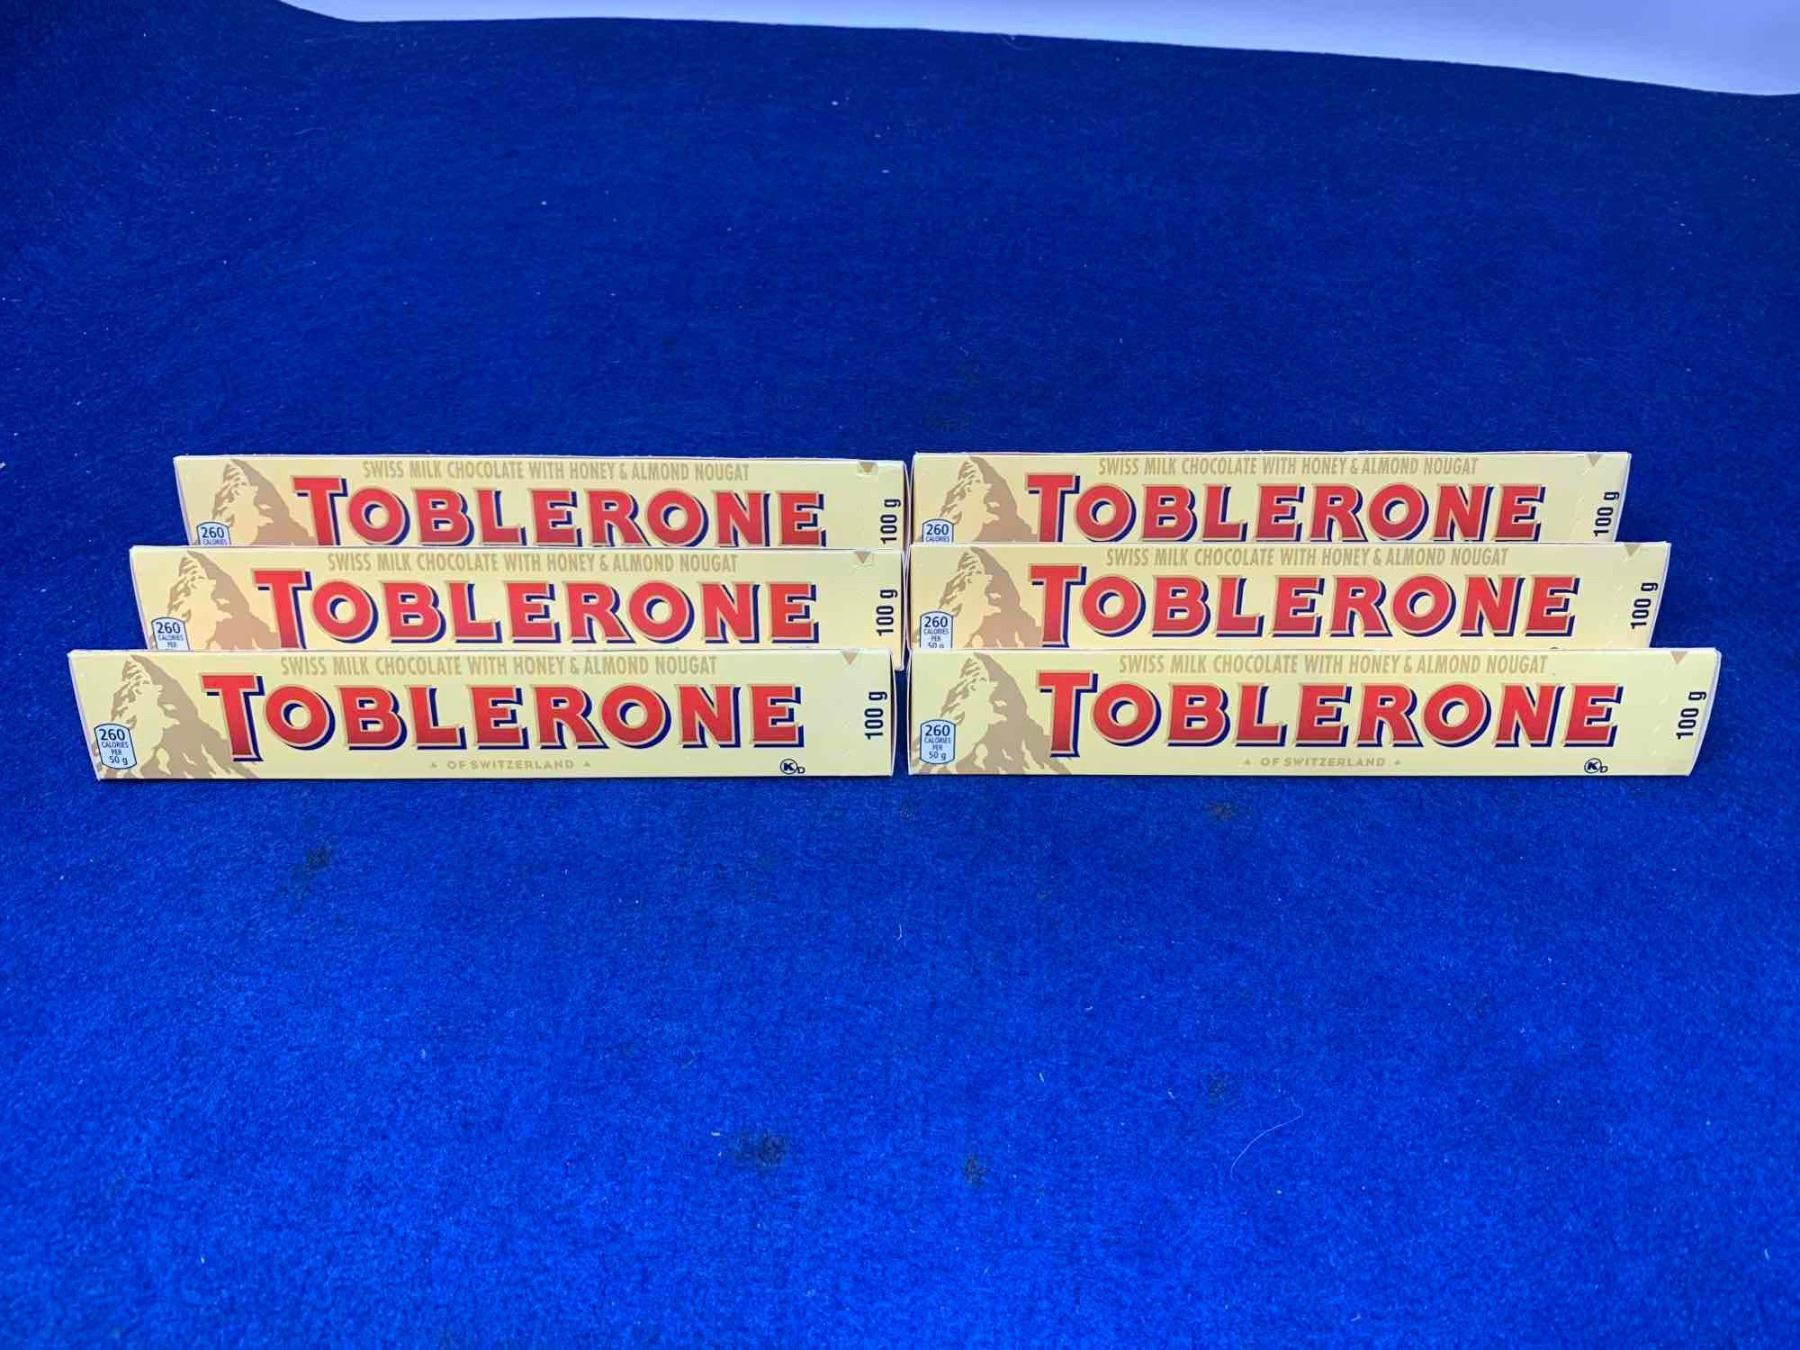 SWISS MILK CHOCOLATE WITH HONEY & ALMOND NOUGAT
TOBLERONE
260
CALORIES
100 g
SWISS MILK CHOCOLATE WITH HONEY & ALMOND NOUGAT
TOBLERONE
260
CALORIES
100 g
SWISS MILK CHOCOLATE WITH HONEY & ALMOND NOUGAT
TOBLERONE
260
CALORIES
PER
100 g
SWISS MILK CHOCOLATE WITH HONEY & ALMOND NOUGAT
TOBLERONE
260
CALORIES
PER
50 g
100 g
SWISS MILK CHOCOLATE WITH HONEY & ALMOND NOUGAT
TOBLERONE
260
CALORIES
PER
50 g
OF SWITZERLAND
100 g
K D
SWISS MILK CHOCOLATE WITH HONEY & ALMOND NOUGAT
TOBLERONE
260
CALORIES
PER
50 g
OF SWITZERLAND
100 g
K D